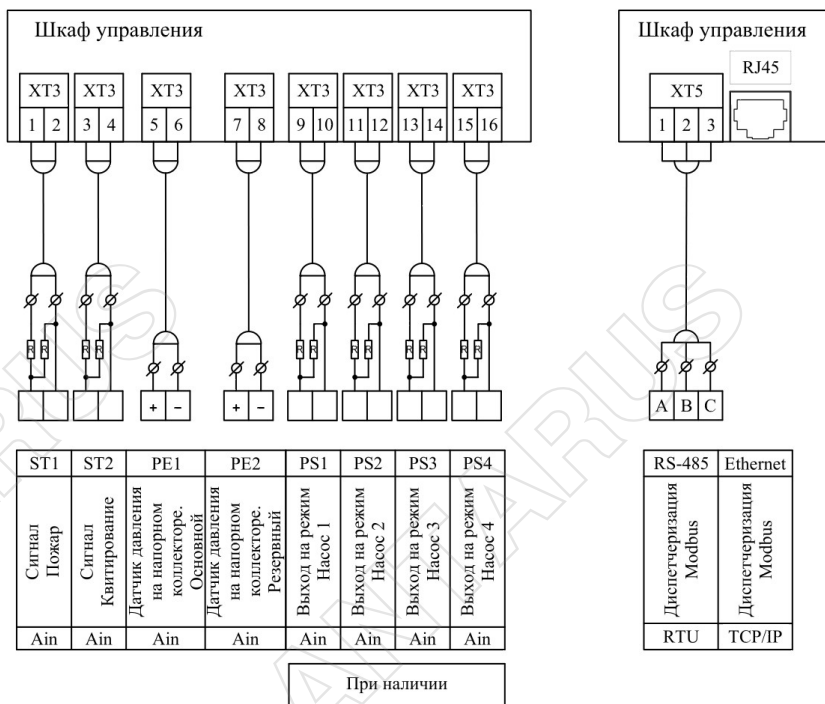 Шкаф управления
XT3 XT3 XT3 XT3 XT3 XT3 XT3 XT3
1 2 3 4 5 6 7 8 9 10 11 12 13 14 15 16
R R R R R R R R R R R R
+ − + −
ST1 ST2 PE1 PE2 PS1 PS2 PS3 PS4
Сигнал
Пожар
Сигнал
Квитирование
Датчик давления
на напорном
коллекторе.
Основной
Датчик давления
на напорном
коллекторе.
Резервный
Выход на режим
Насос 1
Выход на режим
Насос 2
Выход на режим
Насос 3
Выход на режим
Насос 4
Ain Ain Ain Ain Ain Ain Ain Ain
При наличии
Шкаф управления
RJ45
XT5
1 2 3
A B C
RS-485 Ethernet
Диспетчеризация
Modbus
Диспетчеризация
Modbus
RTU TCP/IP
ANTARUS